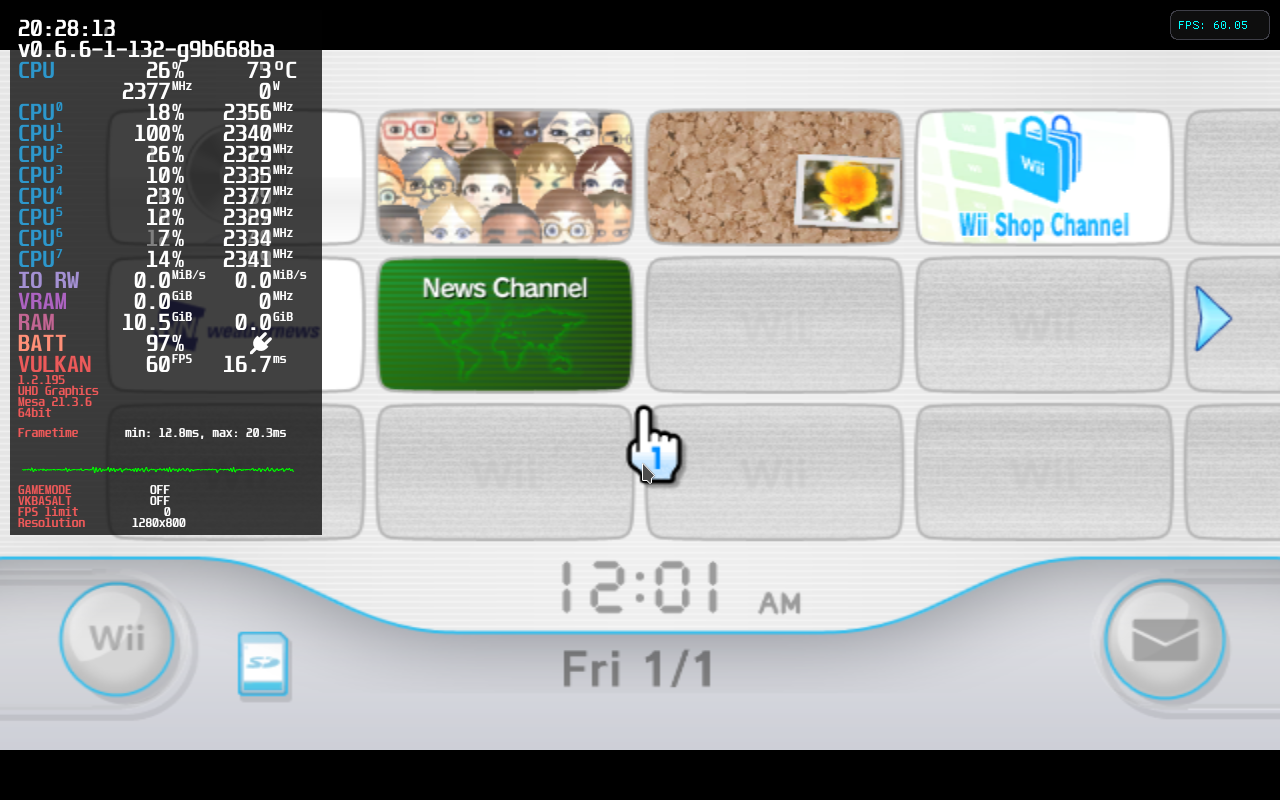 20:28:13
v0.6.6-1-132-g9b668ba
FPS: 60.05
CPU 26% 73°C
2377MHz 0W
CPU0 18% 2356MHz
CPU1 100% 2340MHz
CPU2 26% 2329MHz
CPU3 10% 2335MHz
CPU4 23% 2377MHz
CPU5 12% 2329MHz
CPU6 17% 2334MHz
CPU7 14% 2341MHz
IO RW 0.0MiB/s 0.0MiB/s
VRAM 0.0GiB 0MHz
RAM 10.5GiB 0.0GiB
BATT 97%
VULKAN 60FPS 16.7ms
1.2.195
UHD Graphics
Mesa 21.3.6
64bit
Frametime min: 12.8ms, max: 20.3ms
GAMEMODE OFF
VKBASALT OFF
FPS limit 0
Resolution 1280x800
Wii
Wii Shop Channel
weathernews
News Channel
Wii
Wii
Wii
Wii
1
12:01 AM
Wii
SD
Fri 1/1